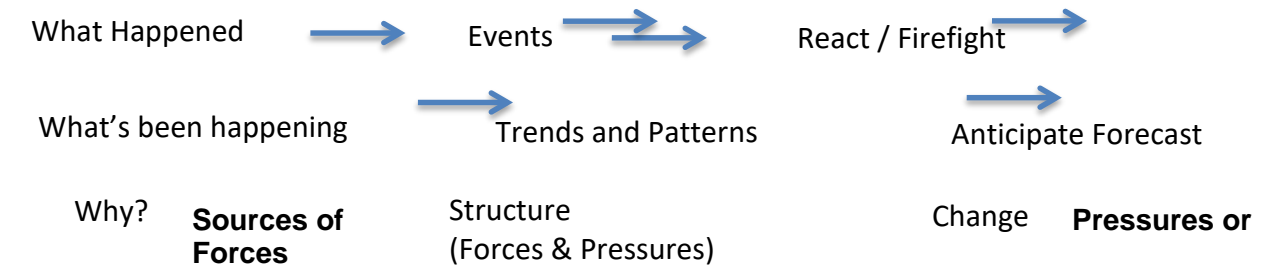 What Happened Events React / Firefight
What's been happening Trends and Patterns Anticipate Forecast
Why? Sources of Structure Change Pressures or
Forces (Forces & Pressures)